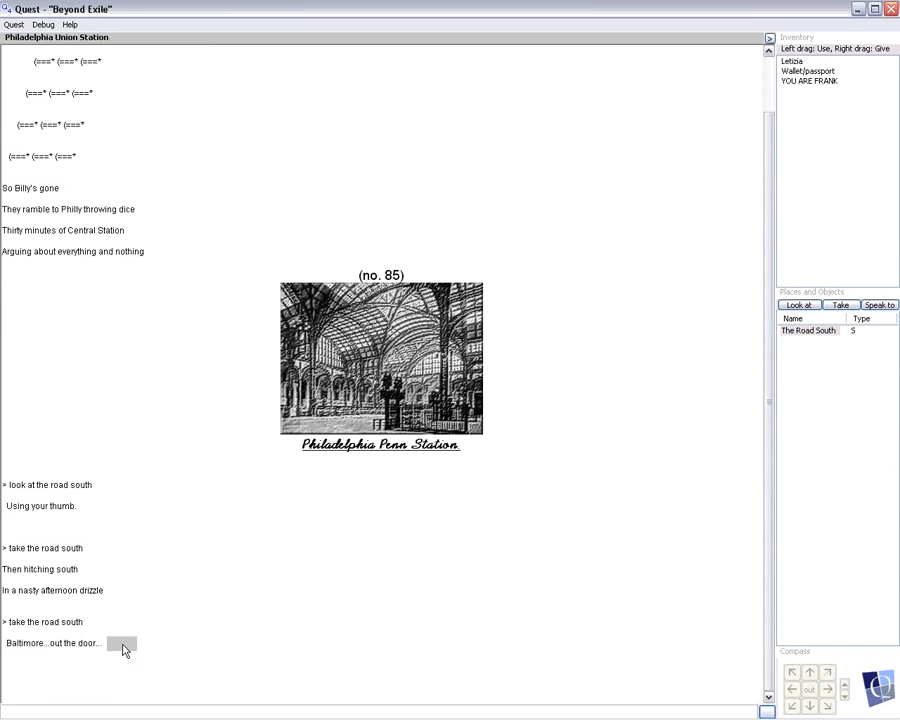 Quest - "Beyond Exile"
Quest Debug Help
Philadelphia Union Station
(===* (===* (===*
(===* (===* (===*
(===* (===* (===*
(===* (===* (===*
So Billy's gone
They ramble to Philly throwing dice
Thirty minutes of Central Station
Arguing about everything and nothing
(no. 85)
Philadelphia Penn Station.
> look at the road south
Using your thumb.
> take the road south
Then hitching south
In a nasty afternoon drizzle
> take the road south
Baltimore...out the door...
>
Inventory
Left drag: Use, Right drag: Give
Letizia
Wallet/passport
YOU ARE FRANK
Places and Objects
Look at Take Speak to
Name Type
The Road South S
Compass
out